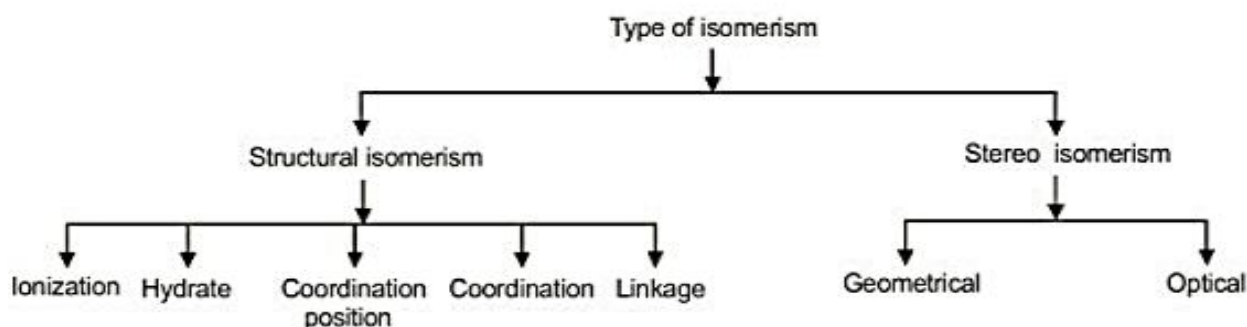 Type of isomerism
Structural isomerism
Stereo isomerism
Ionization
Hydrate
Coordination
position
Coordination
Linkage
Geometrical
Optical